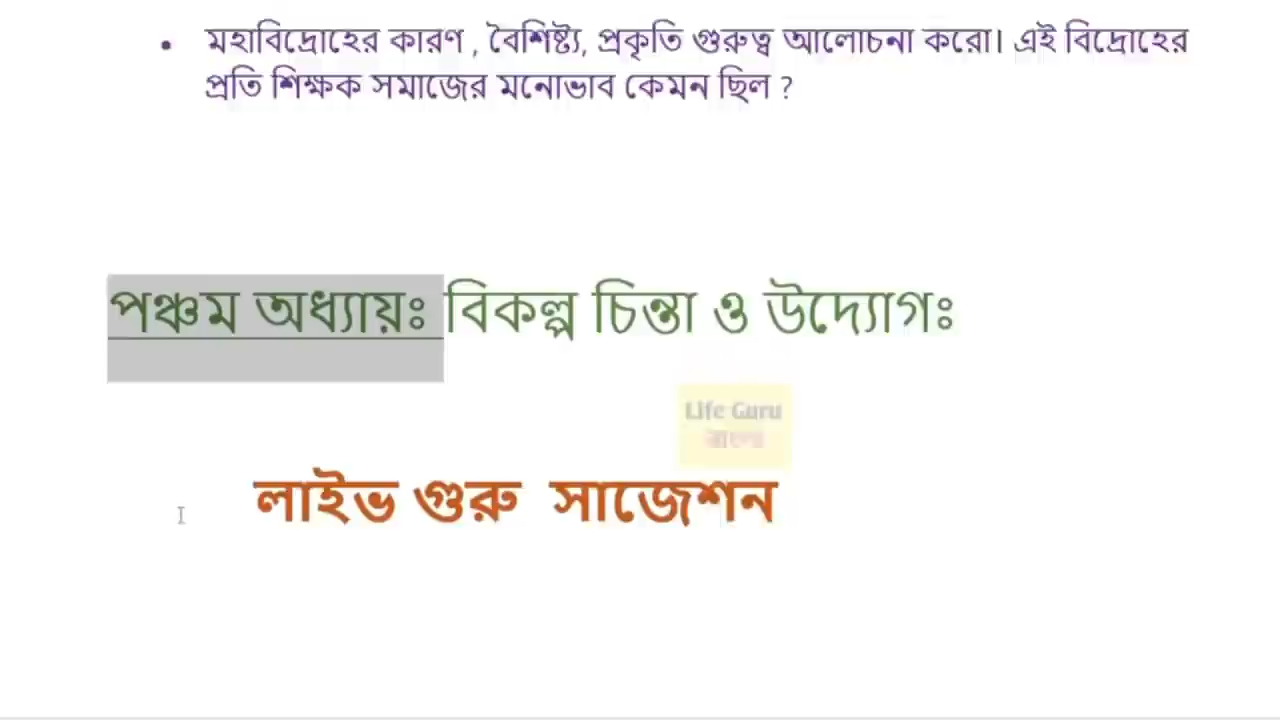 • মহাবিদ্রোহের কারণ , বৈশিষ্ট্য, প্রকৃতি গুরুত্ব আলোচনা করো। এই বিদ্রোহের
প্রতি শিক্ষক সমাজের মনোভাব কেমন ছিল ?
পঞ্চম অধ্যায়ঃ বিকল্প চিন্তা ও উদ্যোগঃ
Life Guru
বাংলা
লাইভ গুরু সাজেশন